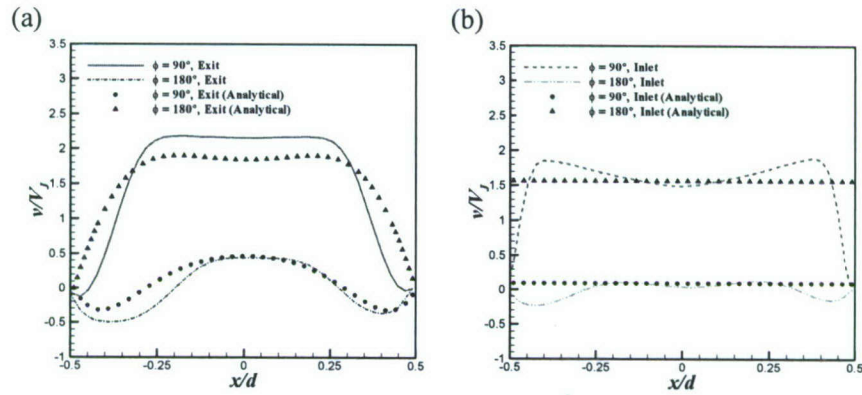 (a)
3.5
3
2.5
2
1.5
1
0.5
0
-0.5
-1
v/V_J
ϕ = 90°, Exit
ϕ = 180°, Exit
ϕ = 90°, Exit (Analytical)
ϕ = 180°, Exit (Analytical)
-0.5
-0.25
0
0.25
0.5
x/d
(b)
3.5
3
2.5
2
1.5
1
0.5
0
-0.5
-1
v/V_J
ϕ = 90°, Inlet
ϕ = 180°, Inlet
ϕ = 90°, Inlet (Analytical)
ϕ = 180°, Inlet (Analytical)
-0.5
-0.25
0
0.25
0.5
x/d